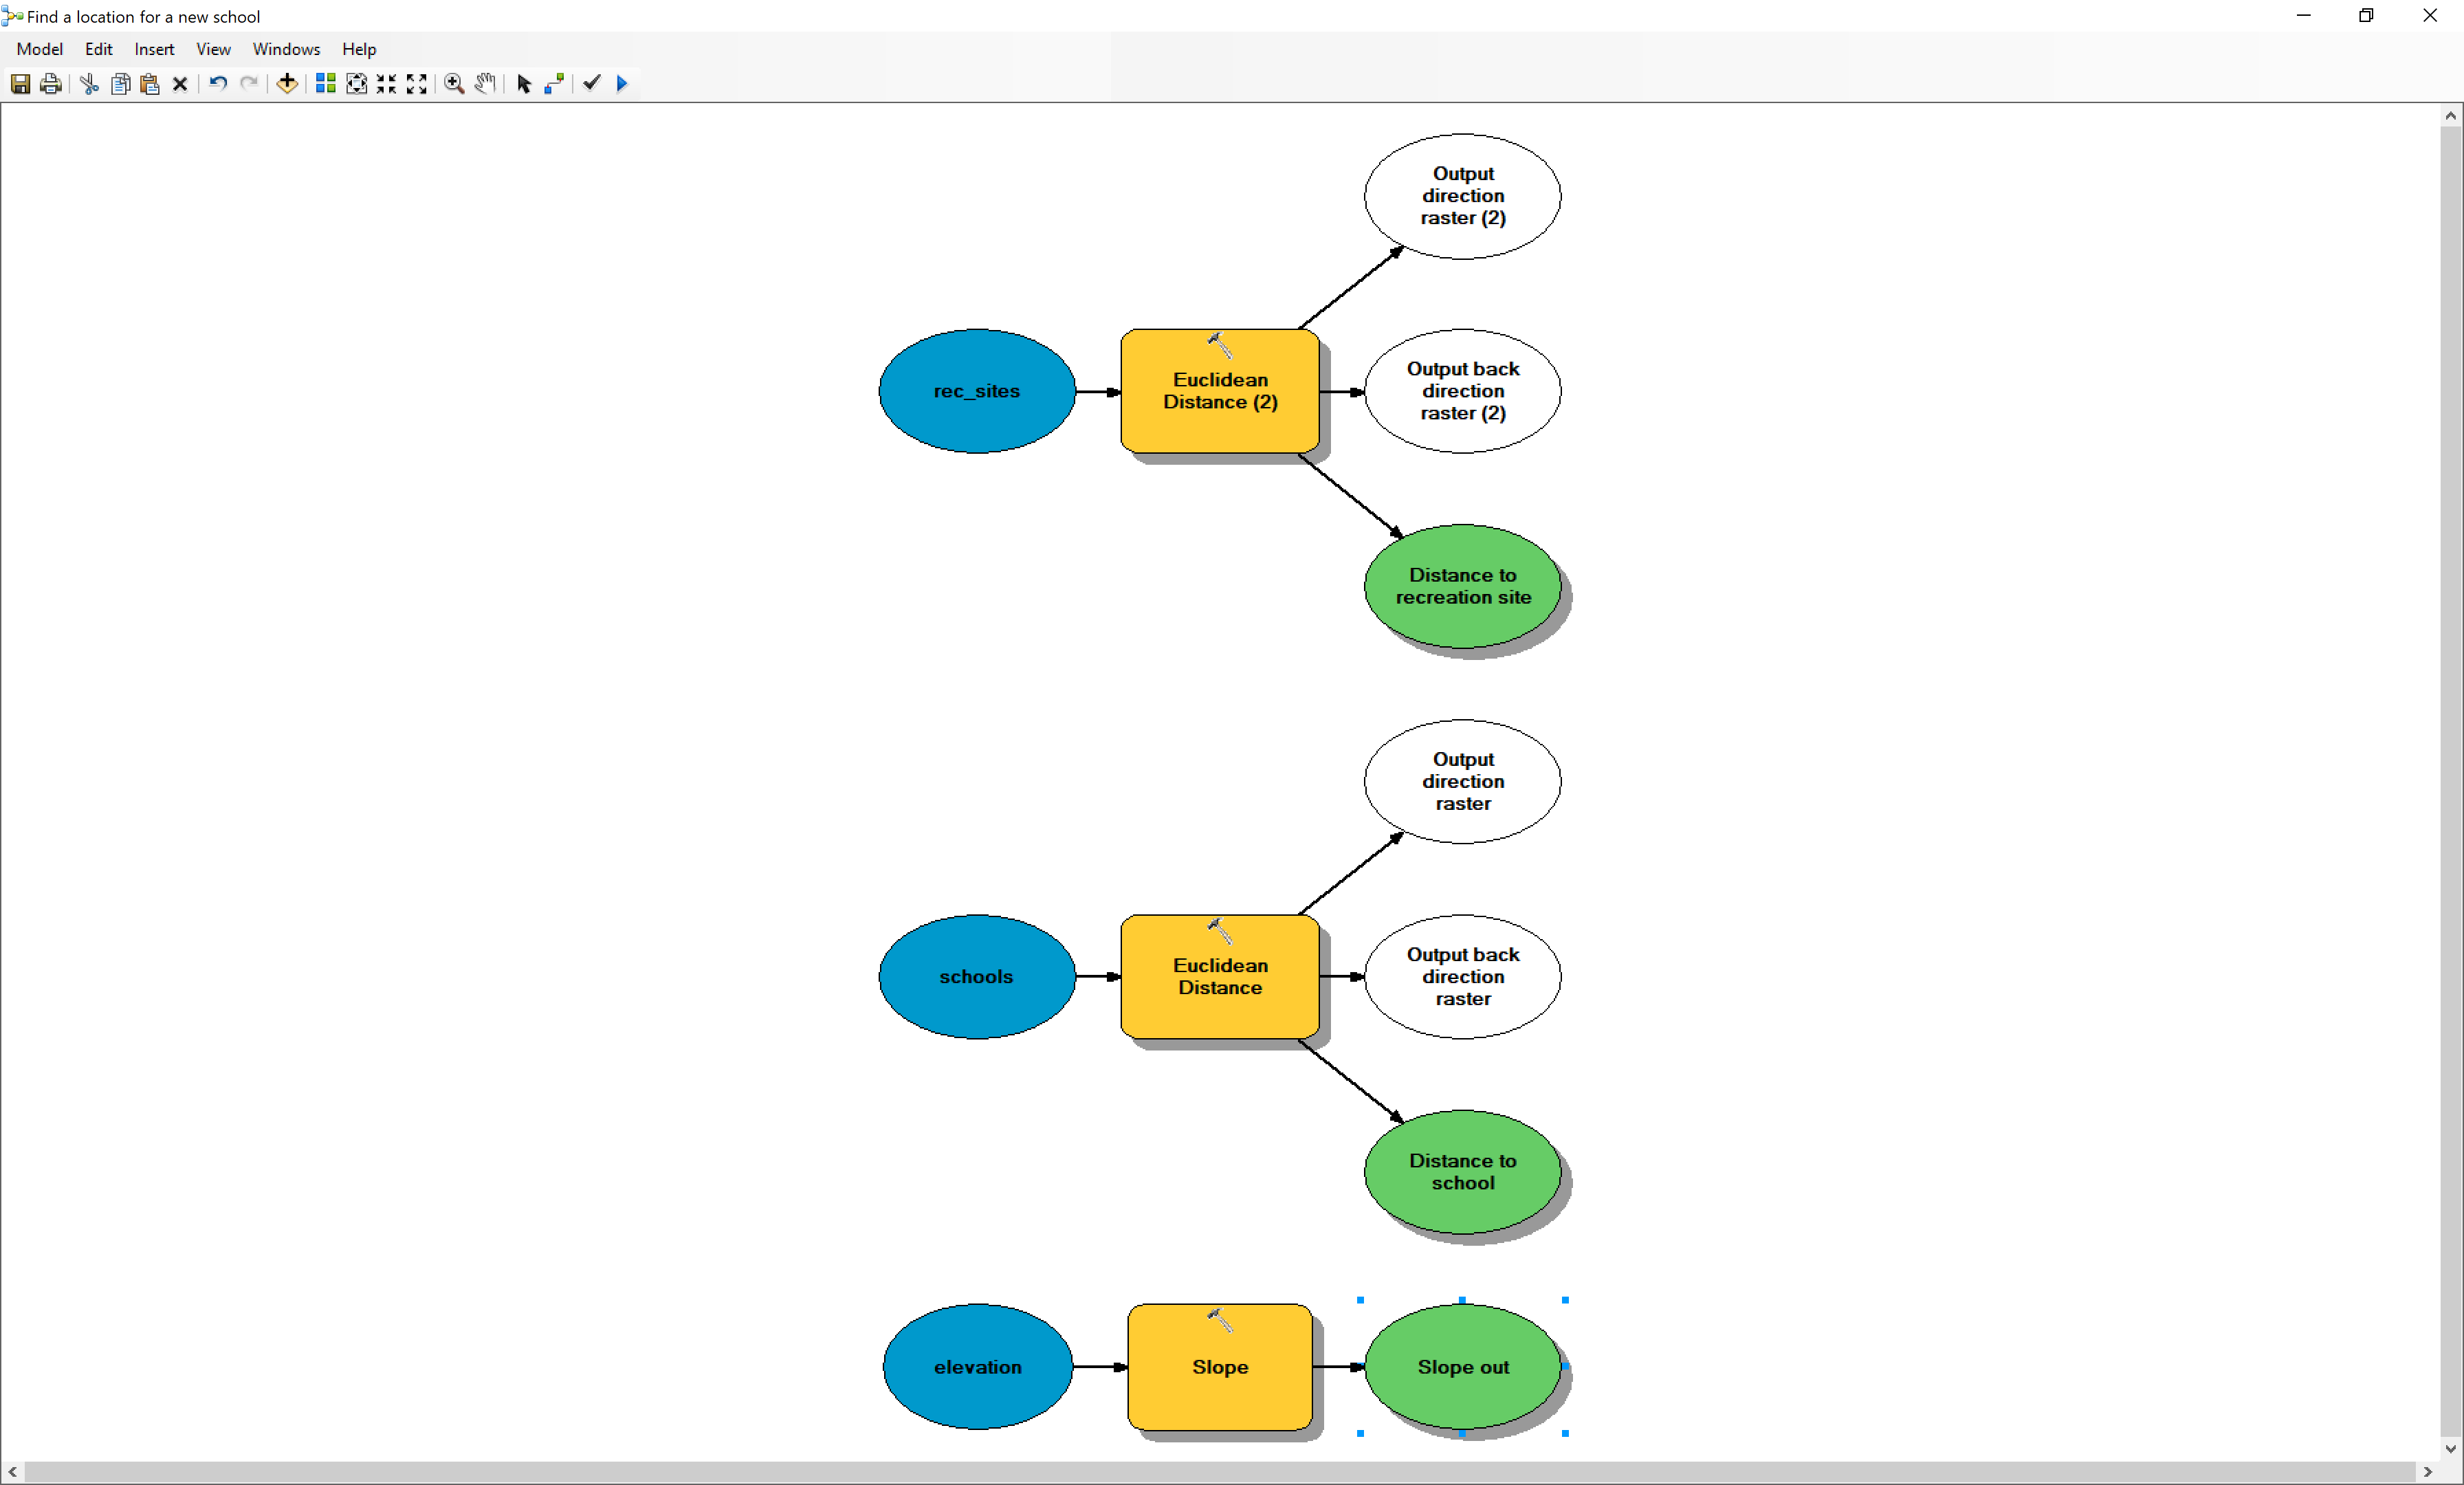 Find a location for a new school
Model Edit Insert View Windows Help
Output
direction
raster (2)
rec_sites
Euclidean
Distance (2)
Output back
direction
raster (2)
Distance to
recreation site
Output
direction
raster
schools
Euclidean
Distance
Output back
direction
raster
Distance to
school
elevation
Slope
Slope out